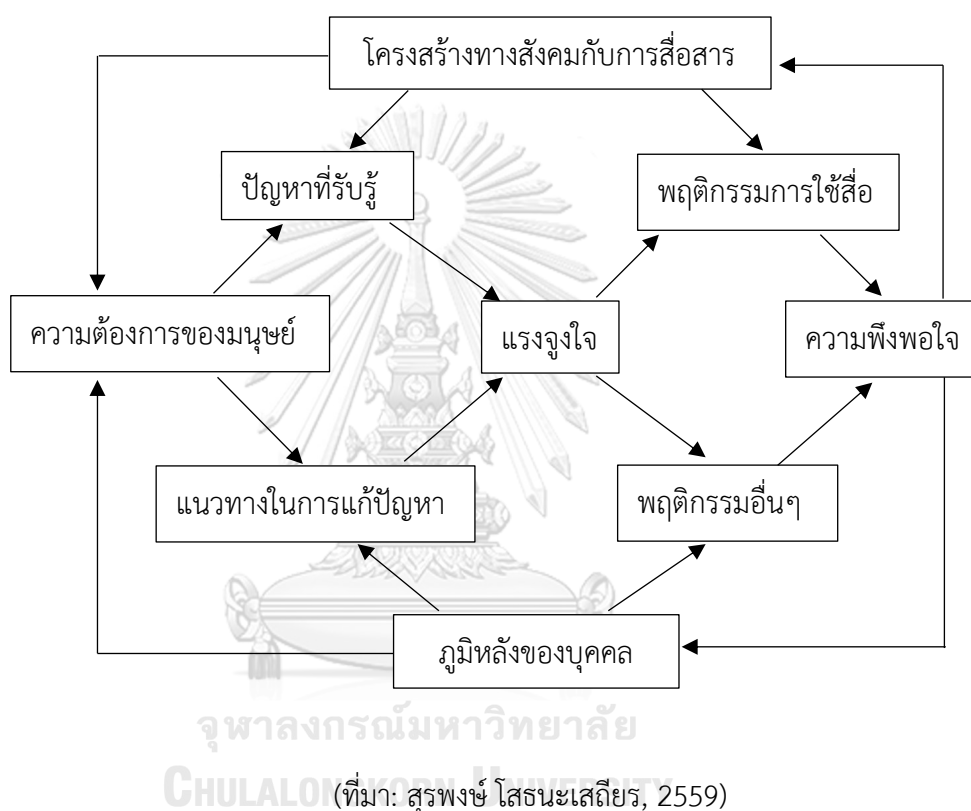 โครงสร้างทางสังคมกับการสื่อสาร
ปัญหาที่รับรู้
พฤติกรรมการใช้สื่อ
ความต้องการของมนุษย์
แรงจูงใจ
ความพึงพอใจ
แนวทางในการแก้ปัญหา
พฤติกรรมอื่นๆ
ภูมิหลังของบุคคล
จุฬาลงกรณ์มหาวิทยาลัย
CHULALONGKORN UNIVERSITY
(ที่มา: สุรพงษ์ โสธนะเสถียร, 2559)